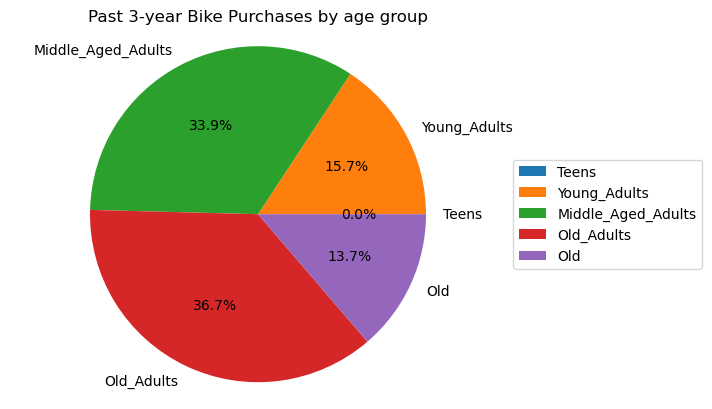 Past 3-year Bike Purchases by age group
Middle_Aged_Adults
33.9%
Young_Adults
15.7%
0.0%
Teens
13.7%
Old
36.7%
Old_Adults
Teens
Young_Adults
Middle_Aged_Adults
Old_Adults
Old